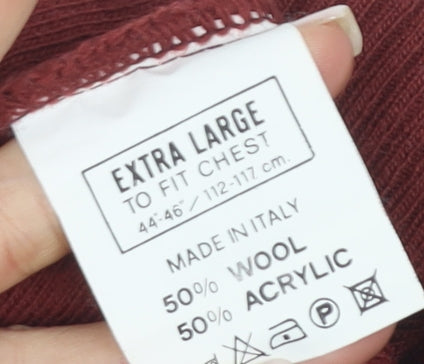 EXTRA LARGE
TO FIT CHEST
44"-46" / 112-117 cm.
MADE IN ITALY
50% WOOL
50% ACRYLIC
P